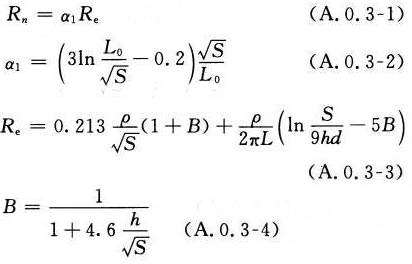 Rₙ = α₁Rₑ (A.0.3-1)
α₁ = (3ln L₀/√S − 0.2) √S/L₀ (A.0.3-2)
Rₑ = 0.213 ρ/√S (1 + B) + ρ/2πL (ln S/9hd − 5B)
(A.0.3-3)
B = 1/(1 + 4.6 h/√S) (A.0.3-4)